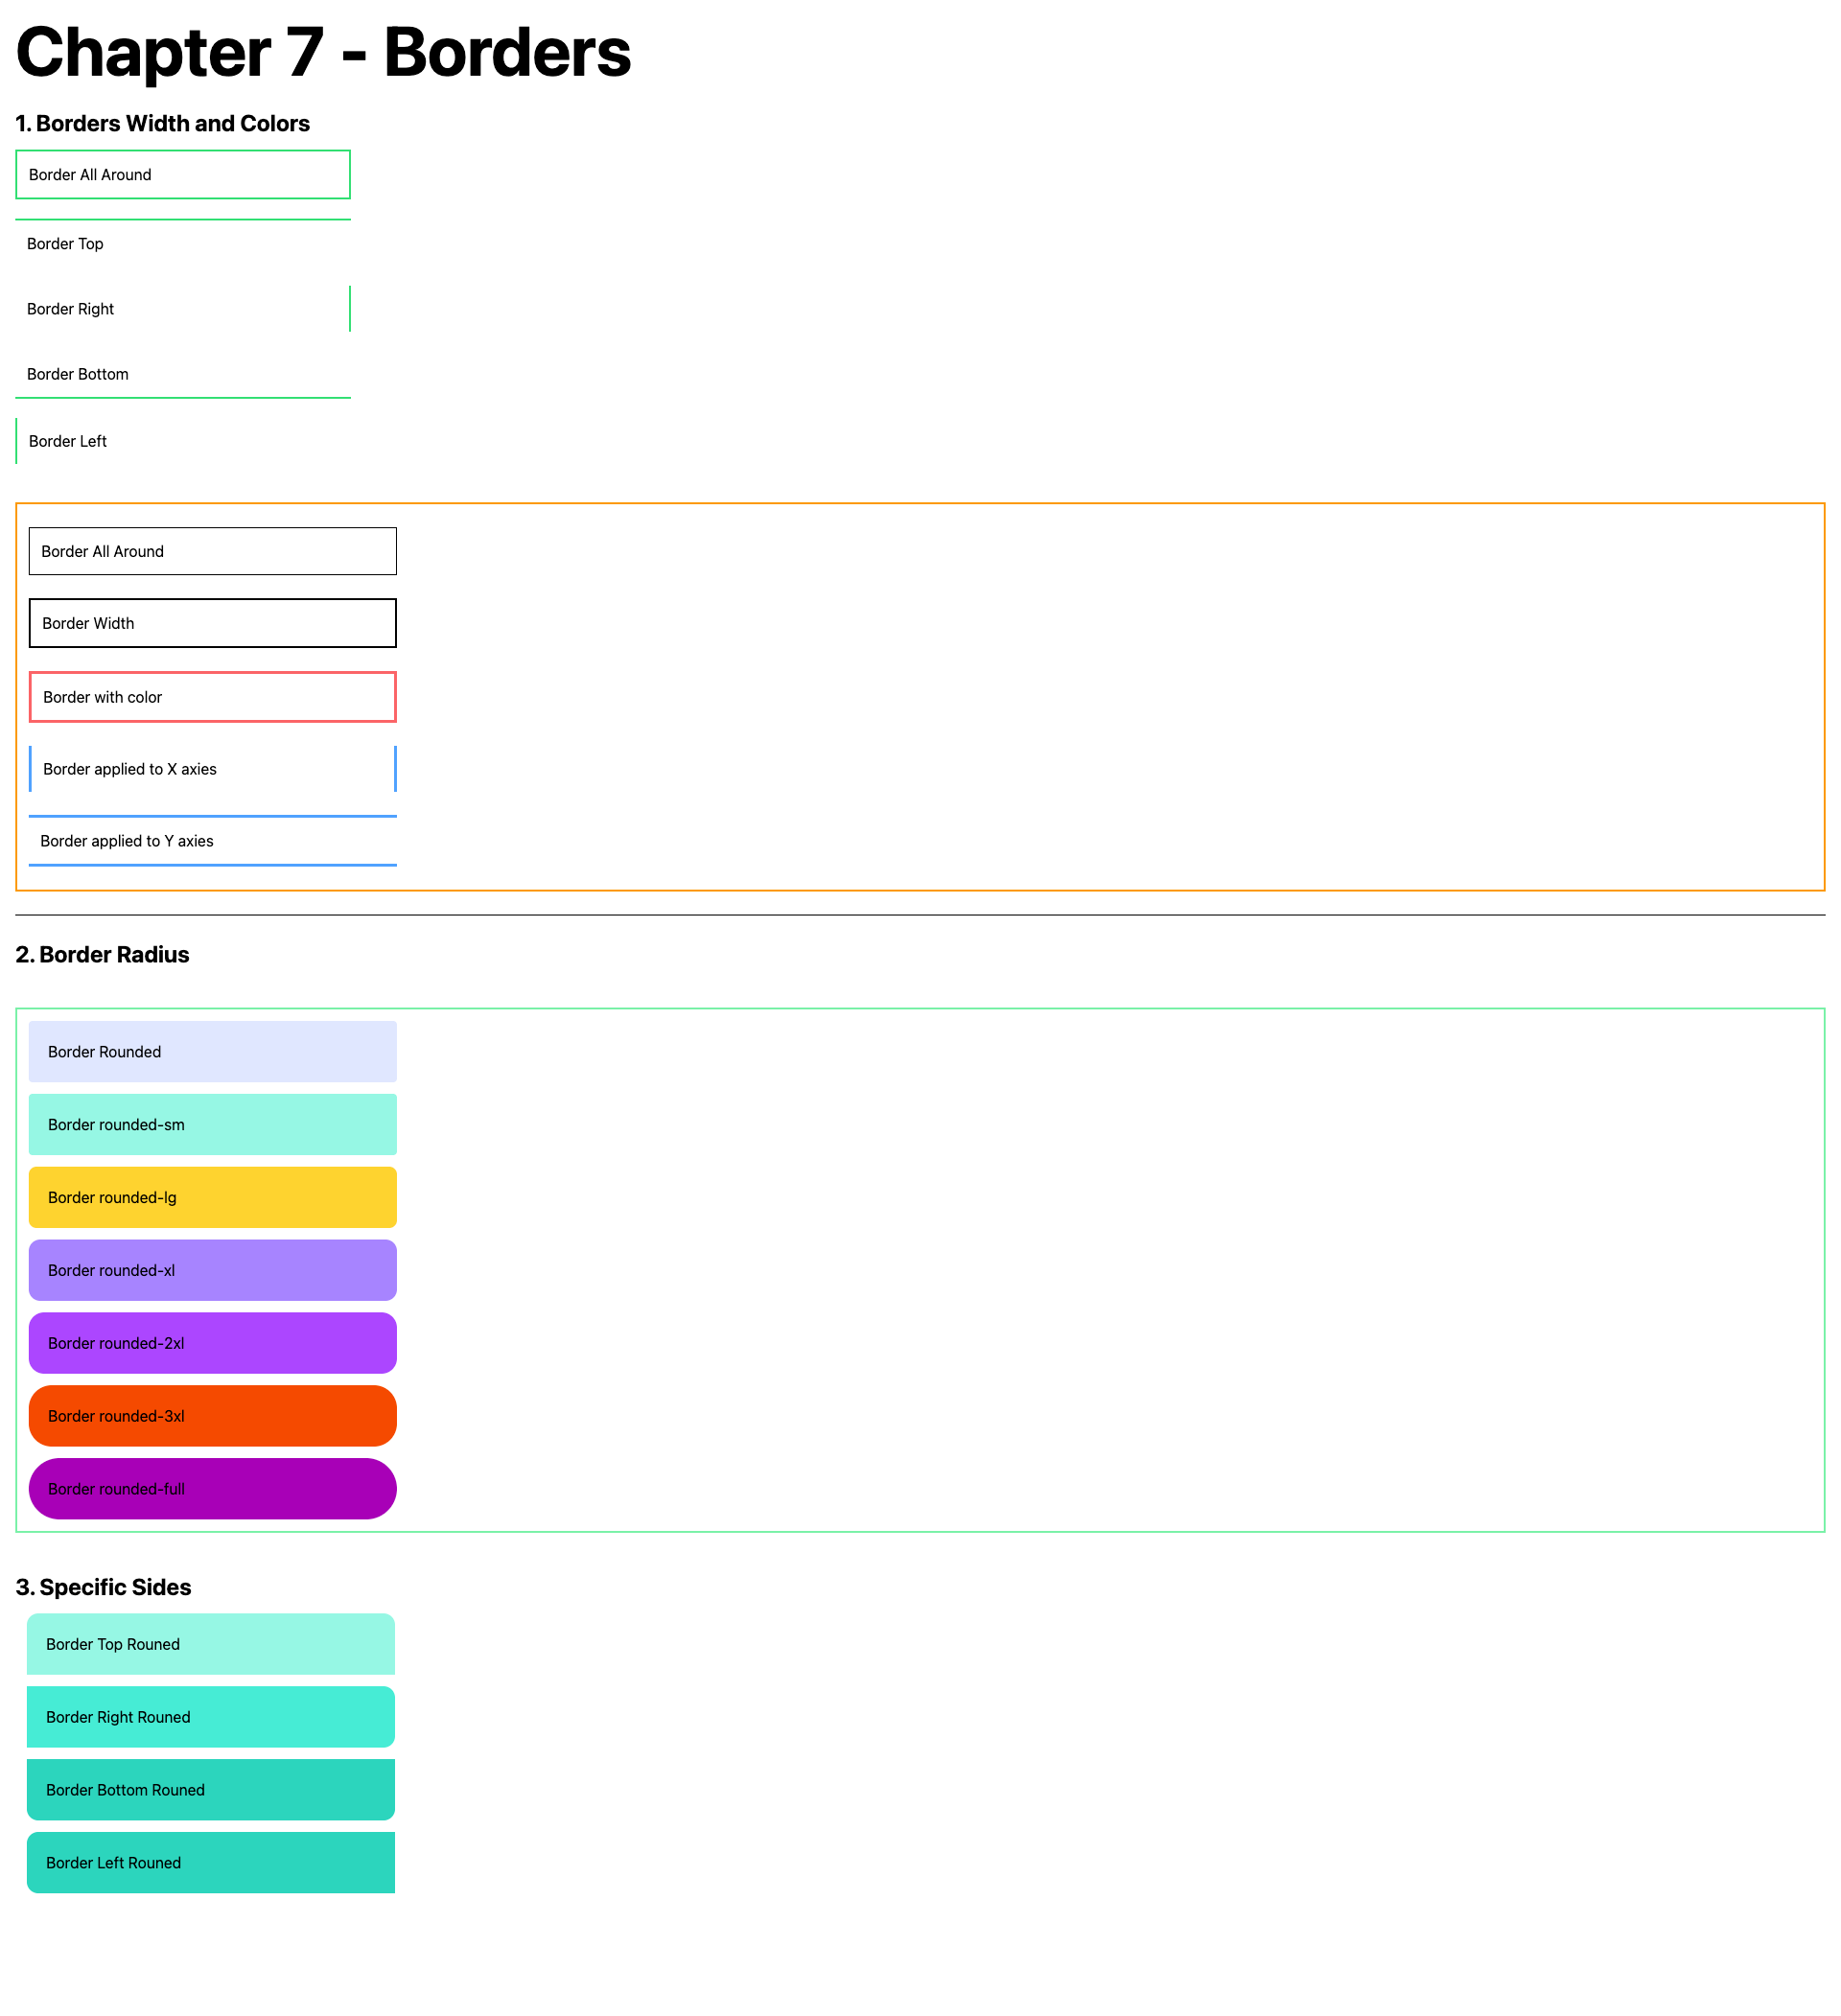 Chapter 7 - Borders
1. Borders Width and Colors
Border All Around
Border Top
Border Right
Border Bottom
Border Left
Border All Around
Border Width
Border with color
Border applied to X axies
Border applied to Y axies
2. Border Radius
Border Rounded
Border rounded-sm
Border rounded-lg
Border rounded-xl
Border rounded-2xl
Border rounded-3xl
Border rounded-full
3. Specific Sides
Border Top Rouned
Border Right Rouned
Border Bottom Rouned
Border Left Rouned